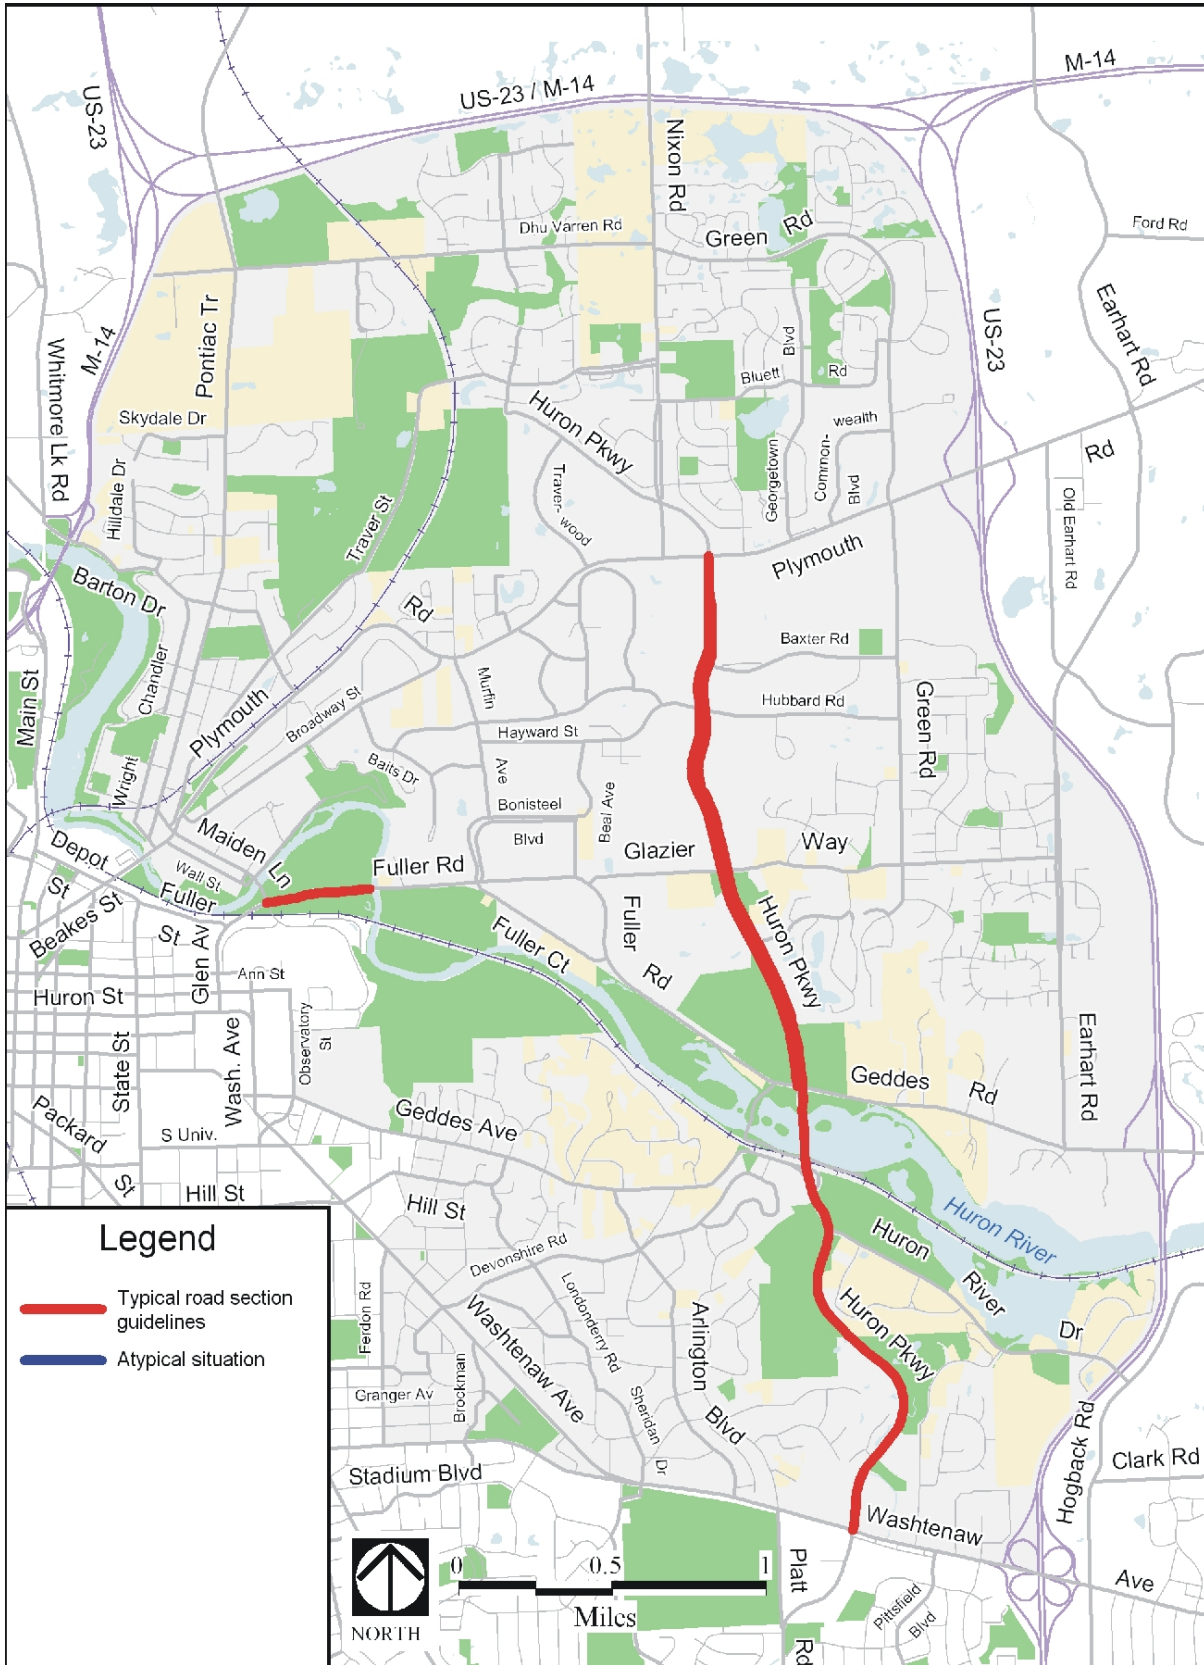 M-14
US-23 / M-14
US-23
Nixon Rd
Dhu Varren Rd
Green Rd
Ford Rd
Pontiac Tr
M-14
Whitmore Lk Rd
US-23
Earhart Rd
Bluett Rd
Blvd
Skydale Dr
Huron Pkwy
Common-
wealth
Blvd
Georgetown
Rd
Hilldale Dr
Traver-
wood
Traver St
Old Earhart Rd
Plymouth
Barton Dr
Rd
Baxter Rd
Chandler
Murfin
Ave
Main St
Plymouth
Broadway St
Hubbard Rd
Green Rd
Hayward St
Baits Dr
Wright
Bonisteel
Blvd
Beal Ave
Maiden
Ln
Glazier
Way
Depot
St
Wall St
Fuller Rd
Fuller
St
Beakes St
Glen Av
Fuller
Rd
Huron Pkwy
Fuller Ct
Ann St
Huron St
Observatory
St
State St
Wash. Ave
Geddes
Rd
Earhart Rd
Packard
St
S Univ.
Geddes Ave
Hill St
Hill St
Huron River
Huron
River
Dr
Devonshire Rd
Legend
Typical road section
guidelines
Atypical situation
Ferdon Rd
Londonderry Rd
Arlington
Blvd
Huron Pkwy
Washtenaw Ave
Granger Av
Brockman
Sheridan
Dr
Hogback Rd
Clark Rd
Stadium Blvd
Washtenaw
Ave
Platt
Rd
Pittsfield
Blvd
0 0.5 1
Miles
NORTH